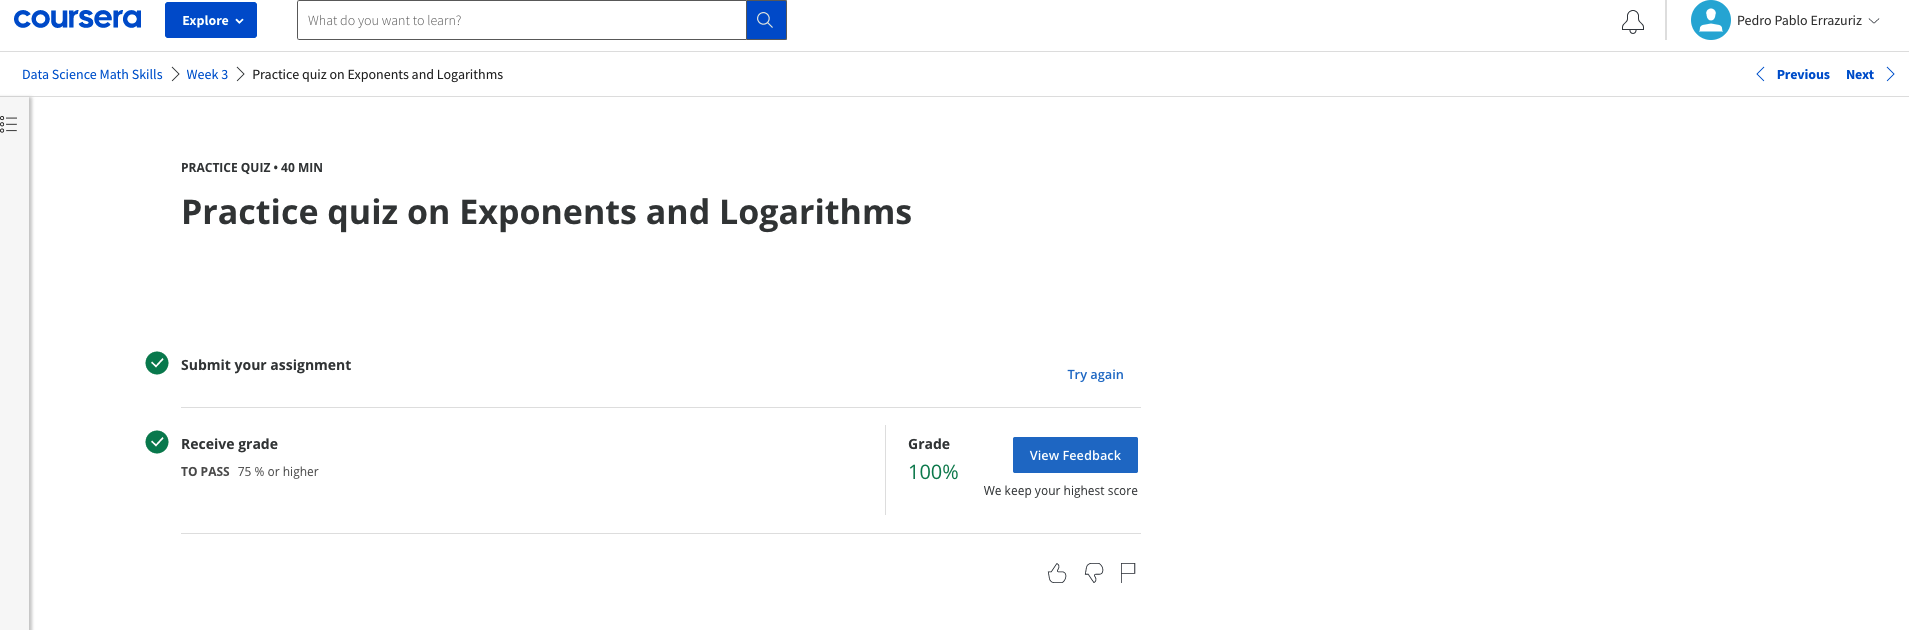 coursera
Explore
What do you want to learn?
Pedro Pablo Errazuriz
Data Science Math Skills
Week 3
Practice quiz on Exponents and Logarithms
Previous
Next
PRACTICE QUIZ • 40 MIN
Practice quiz on Exponents and Logarithms
Submit your assignment
Try again
Receive grade
TO PASS 75 % or higher
Grade
100%
View Feedback
We keep your highest score